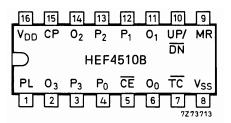 16 15 14 13 12 11 10 9
VDD CP O2 P2 P1 O1 UP/DN MR
HEF4510B
PL O3 P3 P0 CE O0 TC VSS
1 2 3 4 5 6 7 8
7Z73713